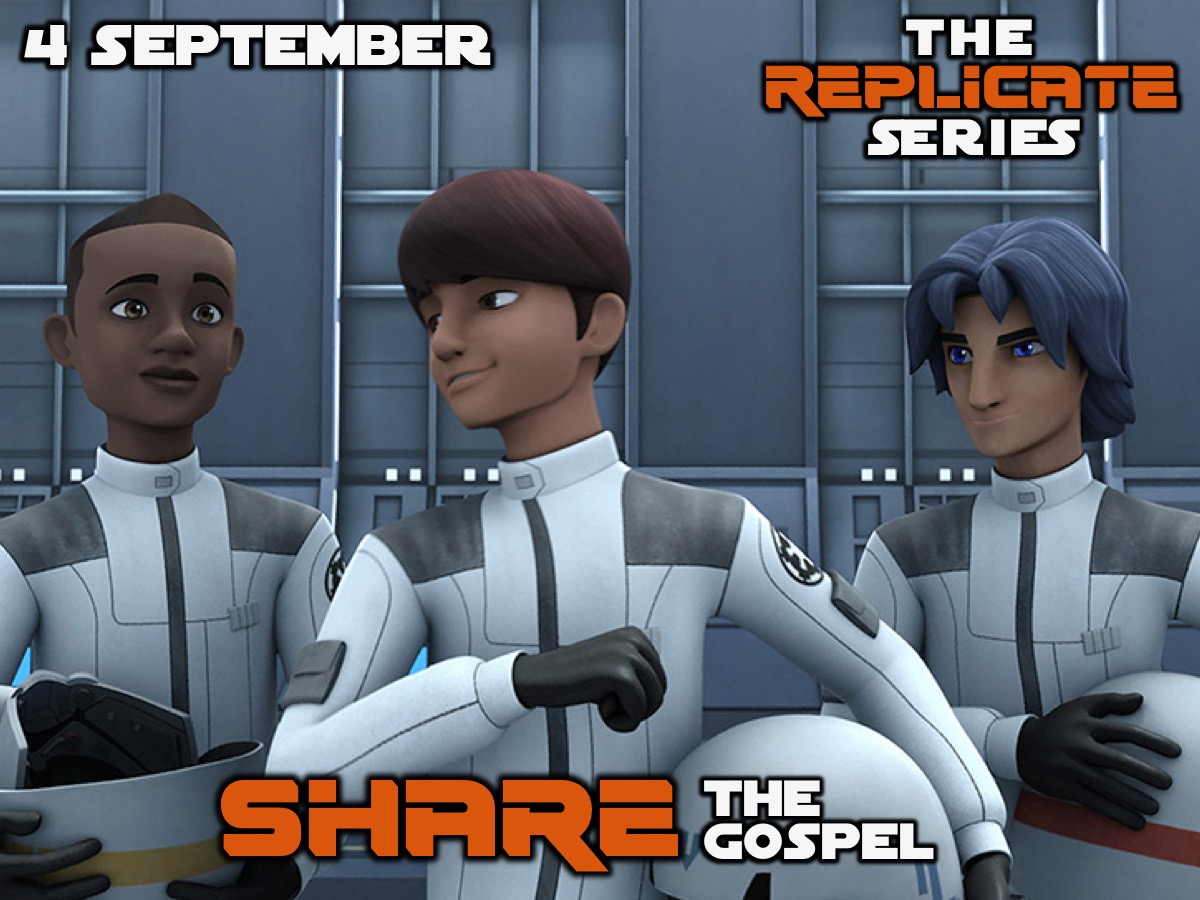 4 SEPTEMBER
THE
REPLICATE
SERIES
SHARE
THE
GOSPEL